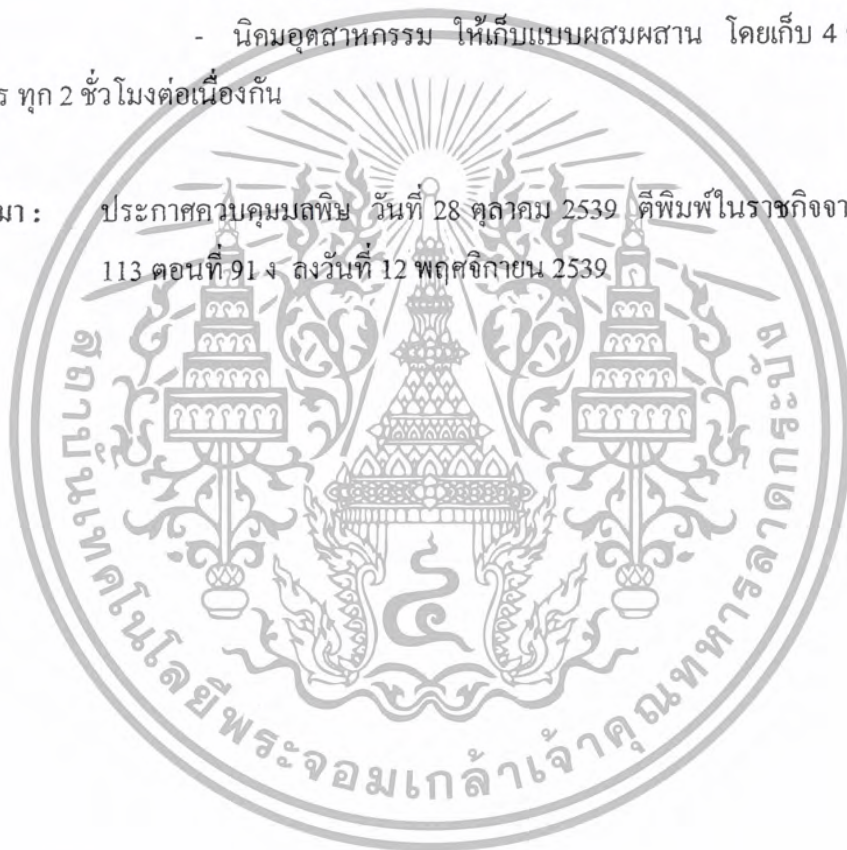 - นิคมอุตสาหกรรม ให้เก็บแบบผสมผสาน โดยเก็บ 4
ร ทุก 2 ชั่วโมงต่อเนื่องกัน
มา : ประกาศควบคุมมลพิษ วันที่ 28 ตุลาคม 2539 ตีพิมพ์ในราชกิจจา
113 ตอนที่ 91 ง ลงวันที่ 12 พฤศจิกายน 2539
สถาบันเทคโนโลยีพระจอมเกล้าเจ้าคุณทหารลาดกระบัง
๔